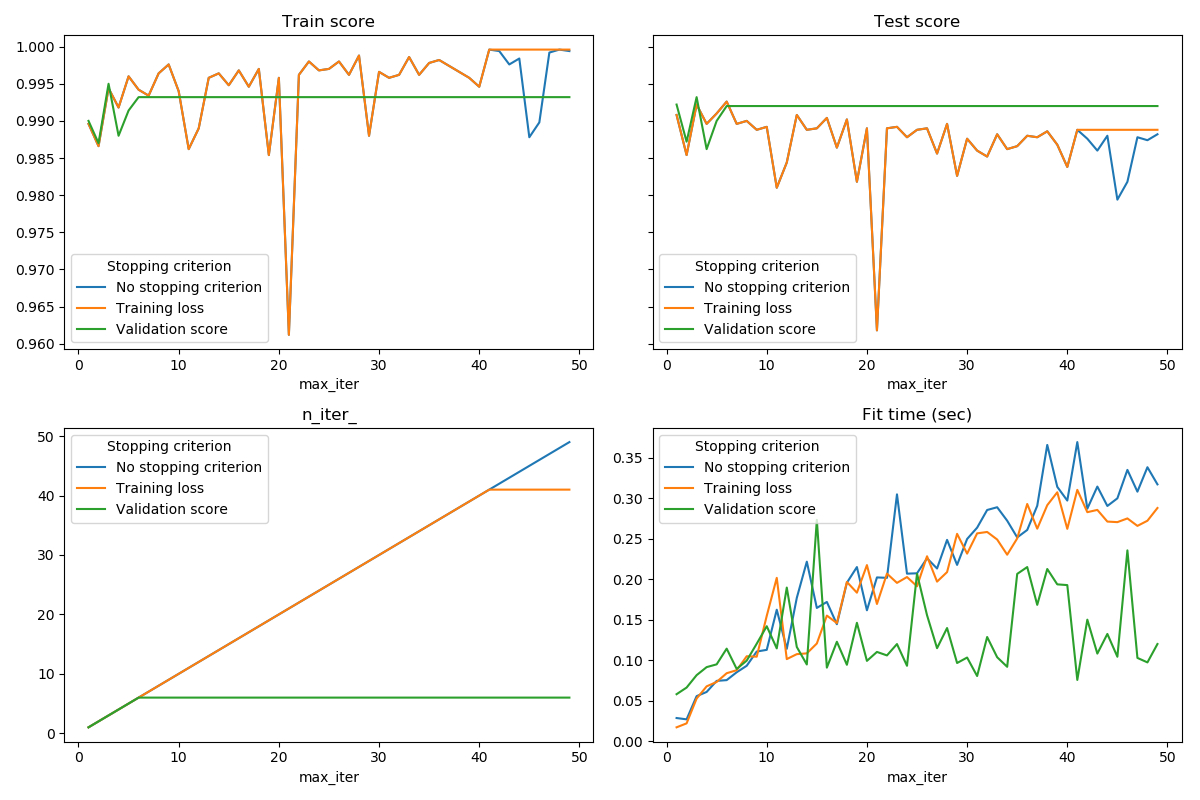 Train score
1.000
0.995
0.990
0.985
0.980
0.975
0.970
0.965
0.960
Stopping criterion
No stopping criterion
Training loss
Validation score
0 10 20 30 40 50
max_iter
Test score
Stopping criterion
No stopping criterion
Training loss
Validation score
0 10 20 30 40 50
max_iter
n_iter_
50
40
30
20
10
0
Stopping criterion
No stopping criterion
Training loss
Validation score
0 10 20 30 40 50
max_iter
Fit time (sec)
0.35
0.30
0.25
0.20
0.15
0.10
0.05
0.00
Stopping criterion
No stopping criterion
Training loss
Validation score
0 10 20 30 40 50
max_iter